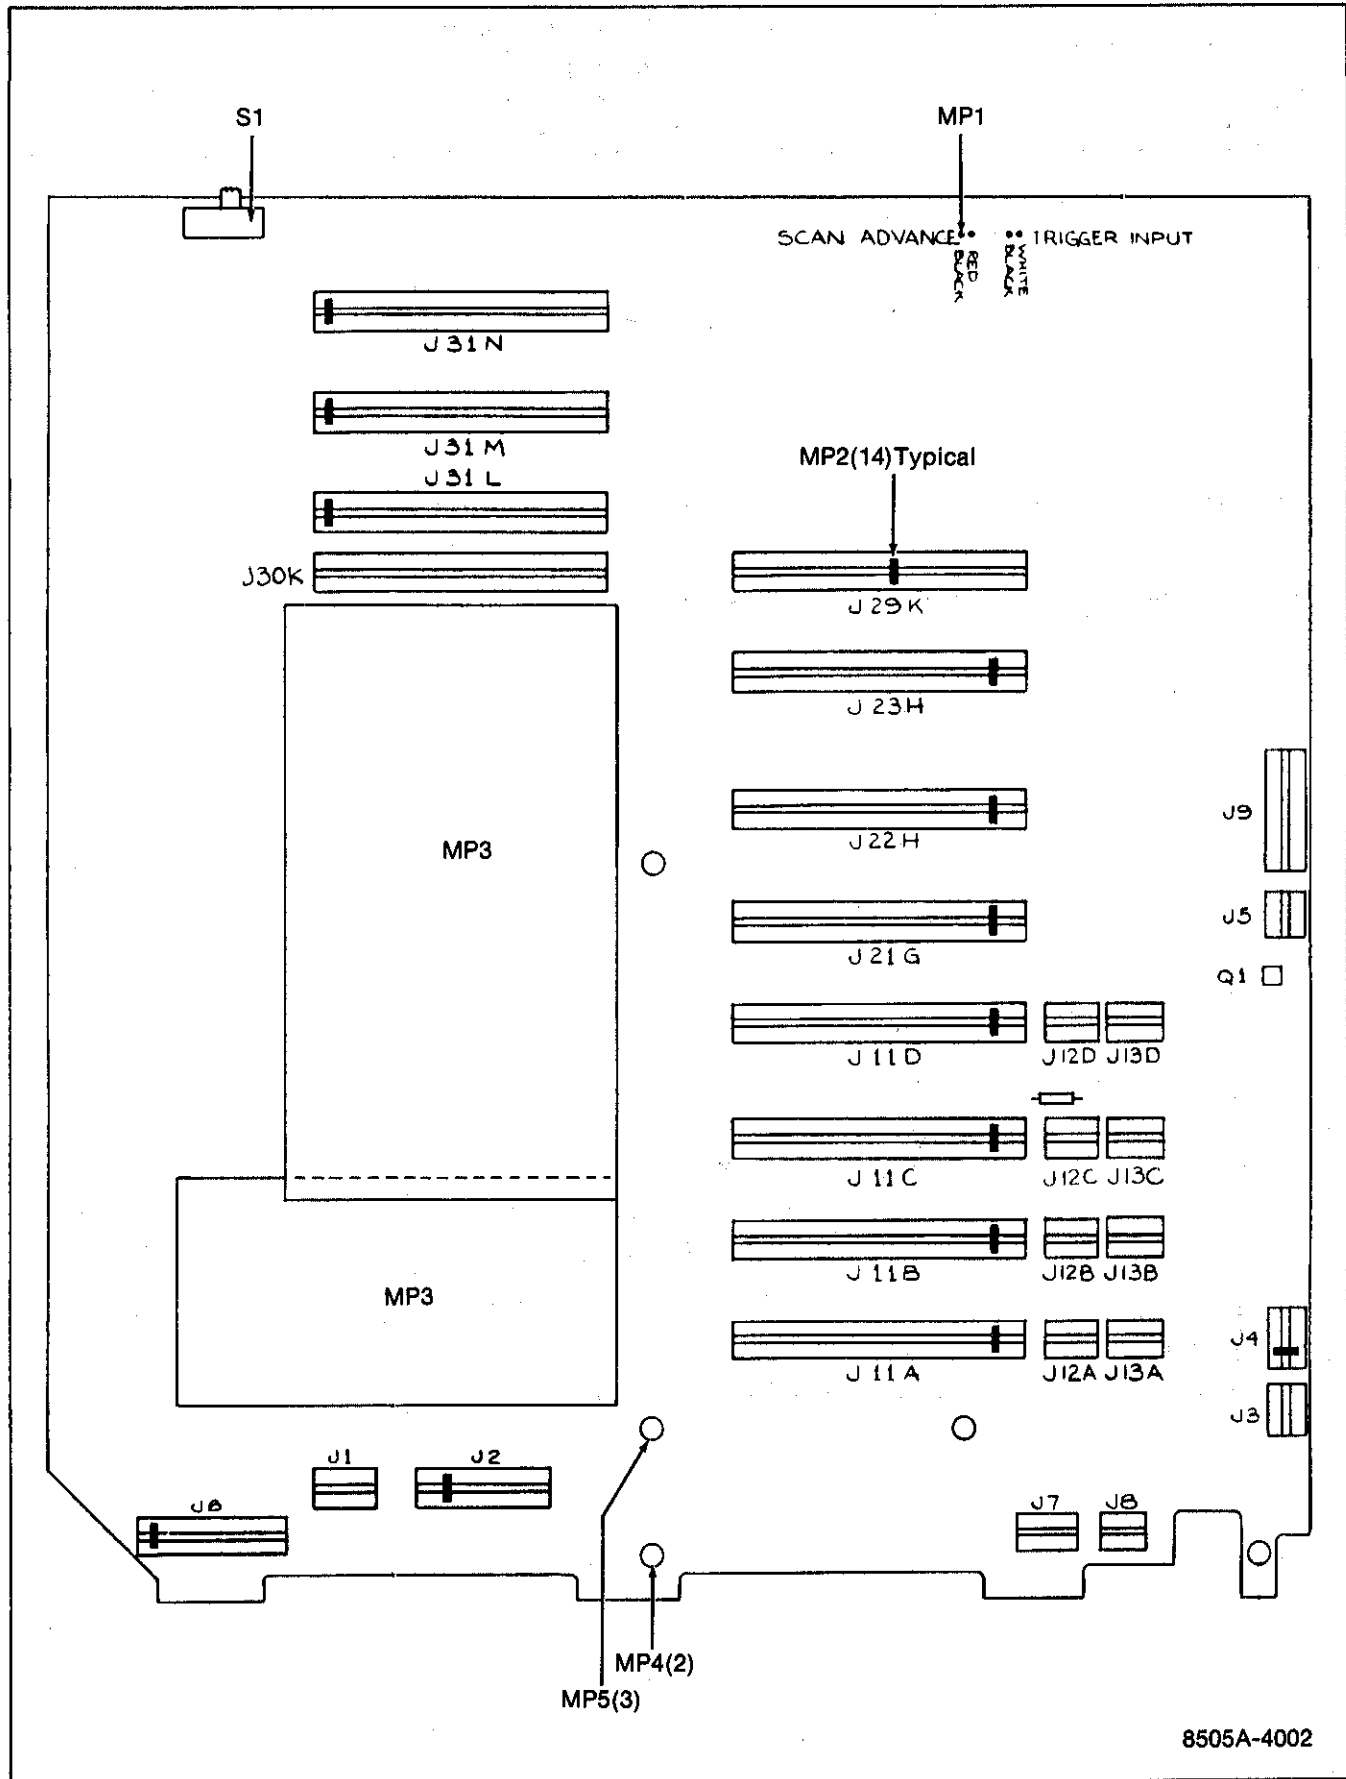 S1
MP1
SCAN ADVANCE
TRIGGER INPUT
RED
BLACK
WHITE
BLACK
J31N
J31M
J31L
J30K
MP2(14)Typical
J29K
J23H
J22H
J9
MP3
J21G
J5
Q1
J11D
J12D
J13D
J11C
J12C
J13C
J11B
J12B
J13B
MP3
J11A
J12A
J13A
J4
J3
J1
J2
J6
J7
J8
MP4(2)
MP5(3)
8505A-4002